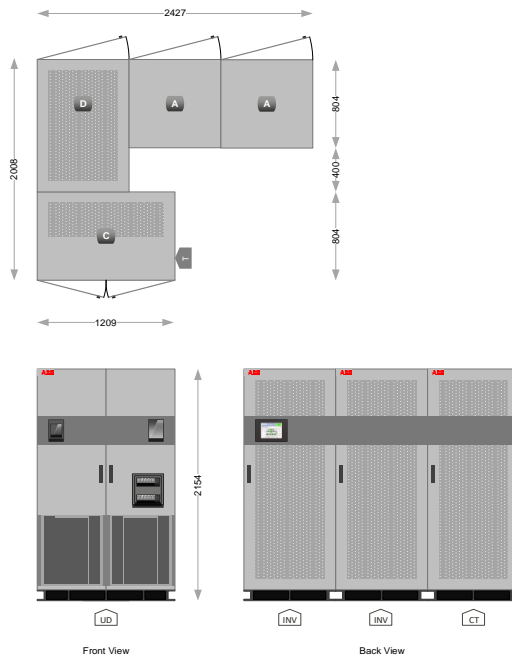 2427
D
A
A
2008
804
400
804
C
T
1209
ABB
ABB
ABB
ABB
2154
UD
INV
INV
CT
Front View
Back View